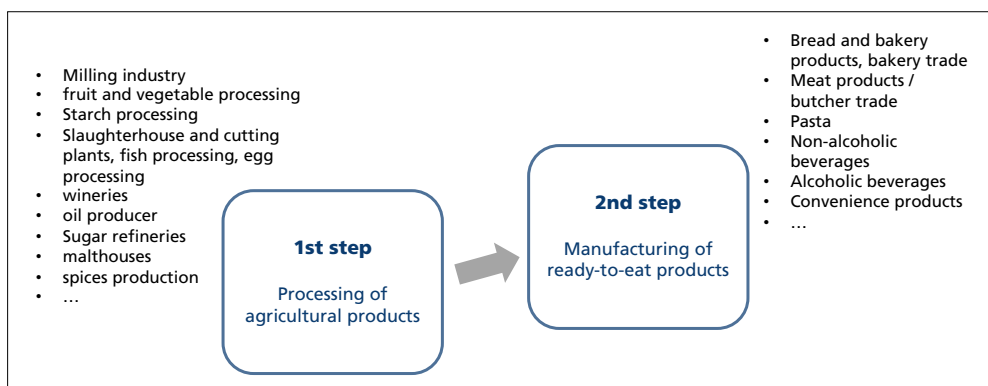 • Milling industry
• fruit and vegetable processing
• Starch processing
• Slaughterhouse and cutting
plants, fish processing, egg
processing
• wineries
• oil producer
• Sugar refineries
• malthouses
• spices production
• …
1st step
Processing of
agricultural products
2nd step
Manufacturing of
ready-to-eat products
• Bread and bakery
products, bakery trade
• Meat products /
butcher trade
• Pasta
• Non-alcoholic
beverages
• Alcoholic beverages
• Convenience products
• …